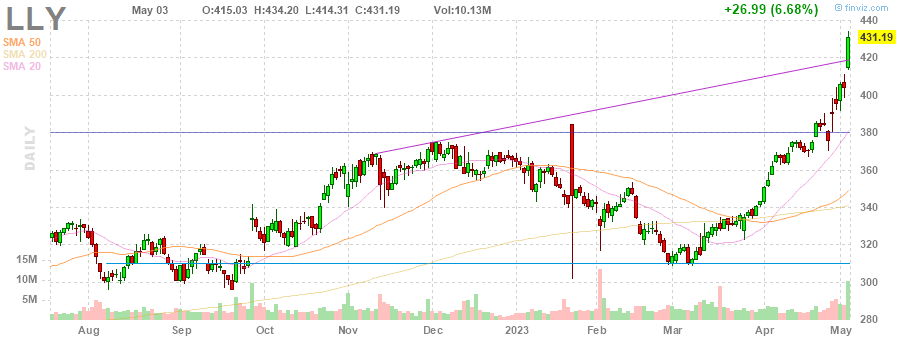 LLY
May 03 O:415.03 H:434.20 L:414.31 C:431.19 Vol:10.13M +26.99 (6.68%) © finviz.com
SMA 50
SMA 200
SMA 20
DAILY
440
431.19
420
400
380
360
340
320
300
280
15M
10M
5M
Aug Sep Oct Nov Dec 2023 Feb Mar Apr May